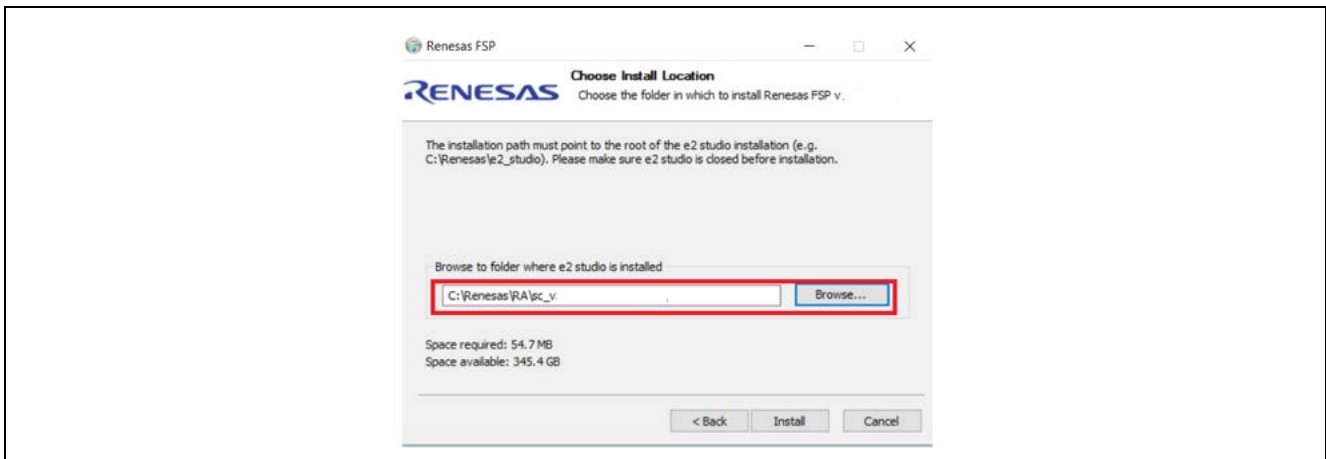 Renesas FSP
RENESAS
Choose Install Location
Choose the folder in which to install Renesas FSP v.
The installation path must point to the root of the e2 studio installation (e.g.
C:\Renesas\e2_studio). Please make sure e2 studio is closed before installation.
Browse to folder where e2 studio is installed
C:\Renesas\RA\sc_v.
Browse...
Space required: 54.7 MB
Space available: 345.4 GB
< Back Install Cancel